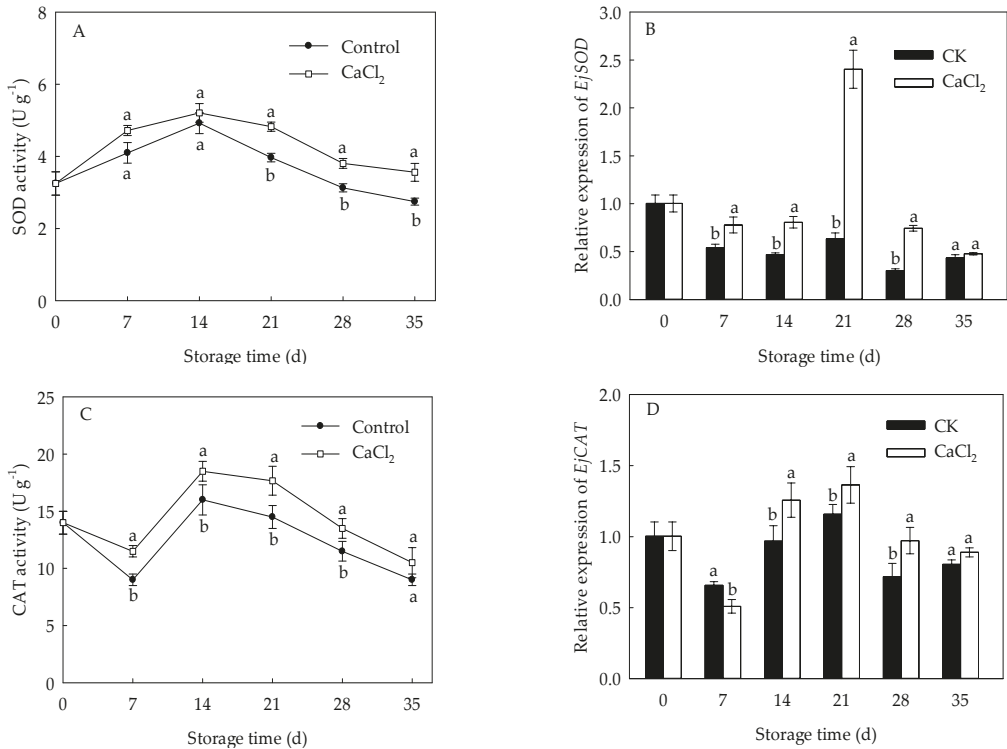 A
Control
CaCl2
SOD activity (U g-1)
8
6
4
2
0
a a a a a
a a b b b
0 7 14 21 28 35
Storage time (d)
B
CK
CaCl2
Relative expression of EjSOD
3.0
2.5
2.0
1.5
1.0
0.5
0.0
b a b a b a b a a a
0 7 14 21 28 35
Storage time (d)
C
Control
CaCl2
CAT activity (U g-1)
25
20
15
10
5
0
a a a a a
b b b b a
0 7 14 21 28 35
Storage time (d)
D
CK
CaCl2
Relative expression of EjCAT
2.0
1.5
1.0
0.5
0.0
a b b a b a b a a a
0 7 14 21 28 35
Storage time (d)